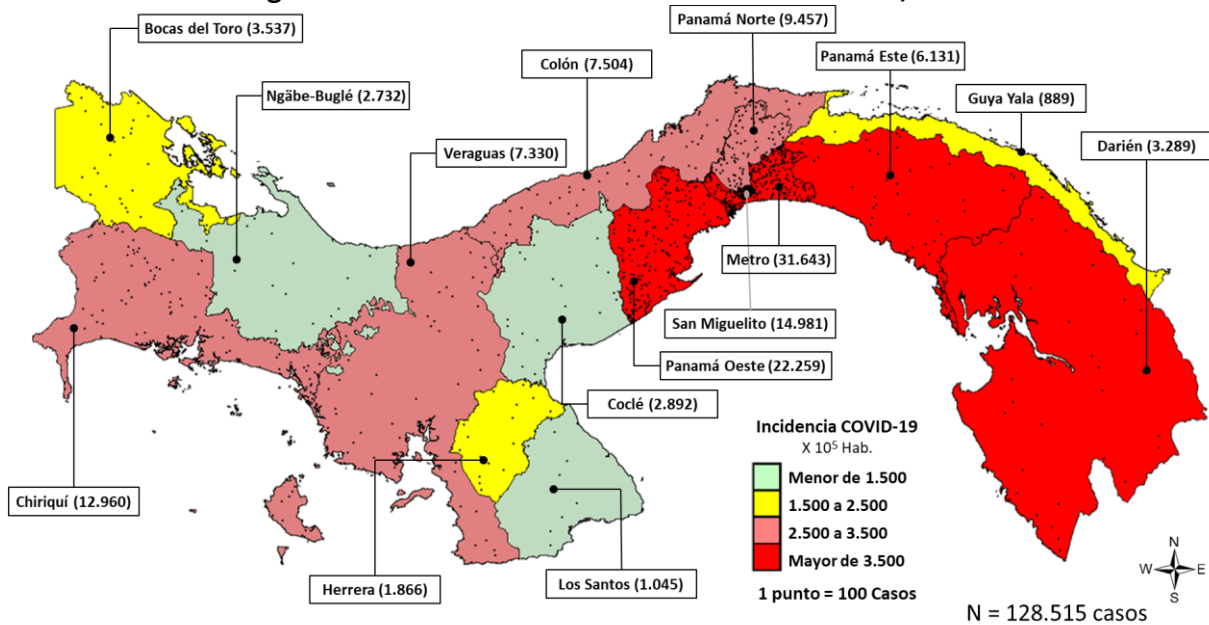 Bocas del Toro (3.537)
Panamá Norte (9.457)
Colón (7.504)
Panamá Este (6.131)
Ngäbe-Buglé (2.732)
Guya Yala (889)
Veraguas (7.330)
Darién (3.289)
Metro (31.643)
San Miguelito (14.981)
Panamá Oeste (22.259)
Coclé (2.892)
Chiriquí (12.960)
Herrera (1.866)
Los Santos (1.045)
Incidencia COVID-19
X 10⁵ Hab.
Menor de 1.500
1.500 a 2.500
2.500 a 3.500
Mayor de 3.500
1 punto = 100 Casos
N
W E
S
N = 128.515 casos